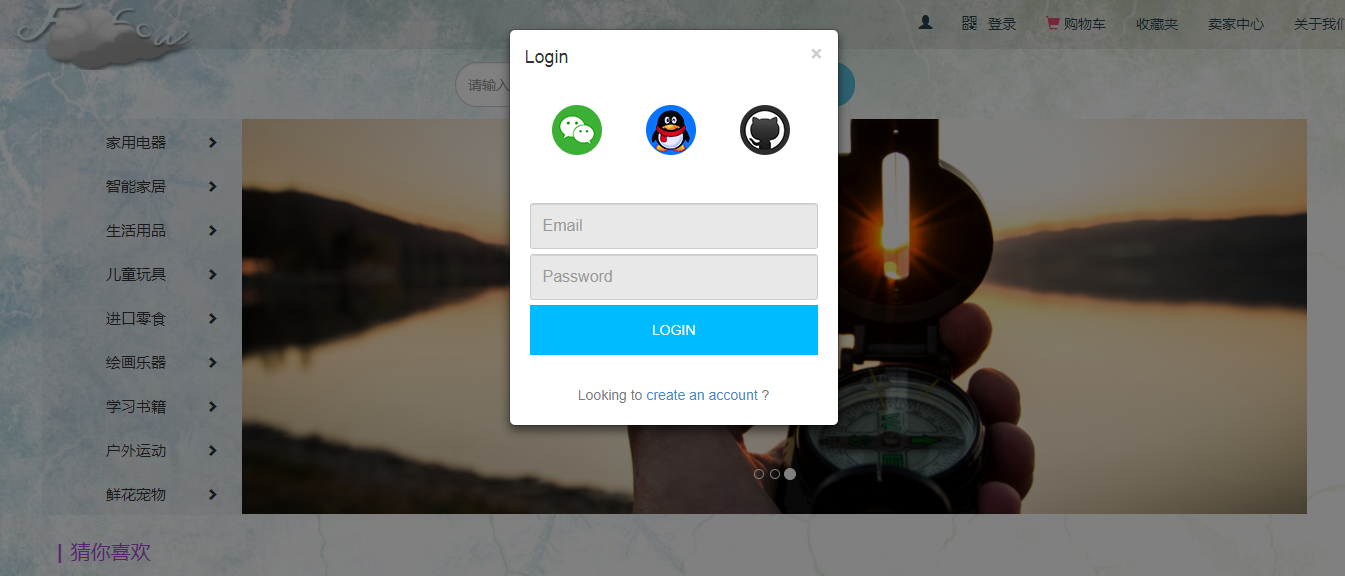 登录
购物车
收藏夹
卖家中心
关于我们
Login
×
请输入
家用电器
智能家居
生活用品
儿童玩具
进口零食
绘画乐器
学习书籍
户外运动
鲜花宠物
Email
Password
LOGIN
Looking to create an account ?
猜你喜欢